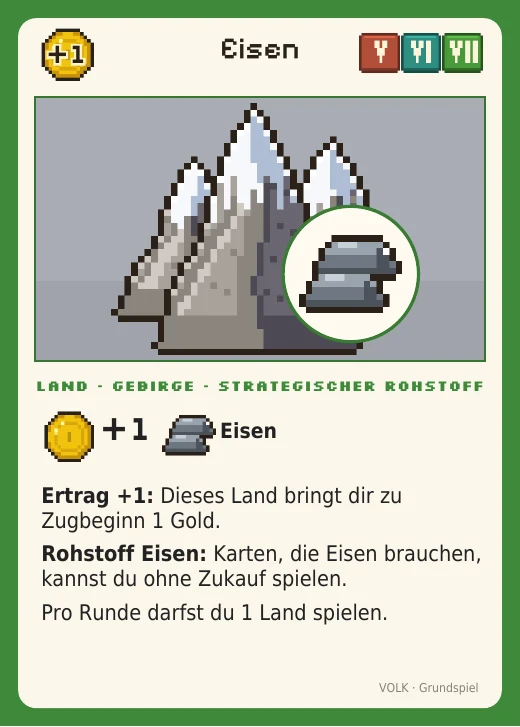 +1 Eisen V VI VII
LAND - GEBIRGE - STRATEGISCHER ROHSTOFF
+1 Eisen
Ertrag +1: Dieses Land bringt dir zu
Zugbeginn 1 Gold.
Rohstoff Eisen: Karten, die Eisen brauchen,
kannst du ohne Zukauf spielen.
Pro Runde darfst du 1 Land spielen.
VOLK · Grundspiel